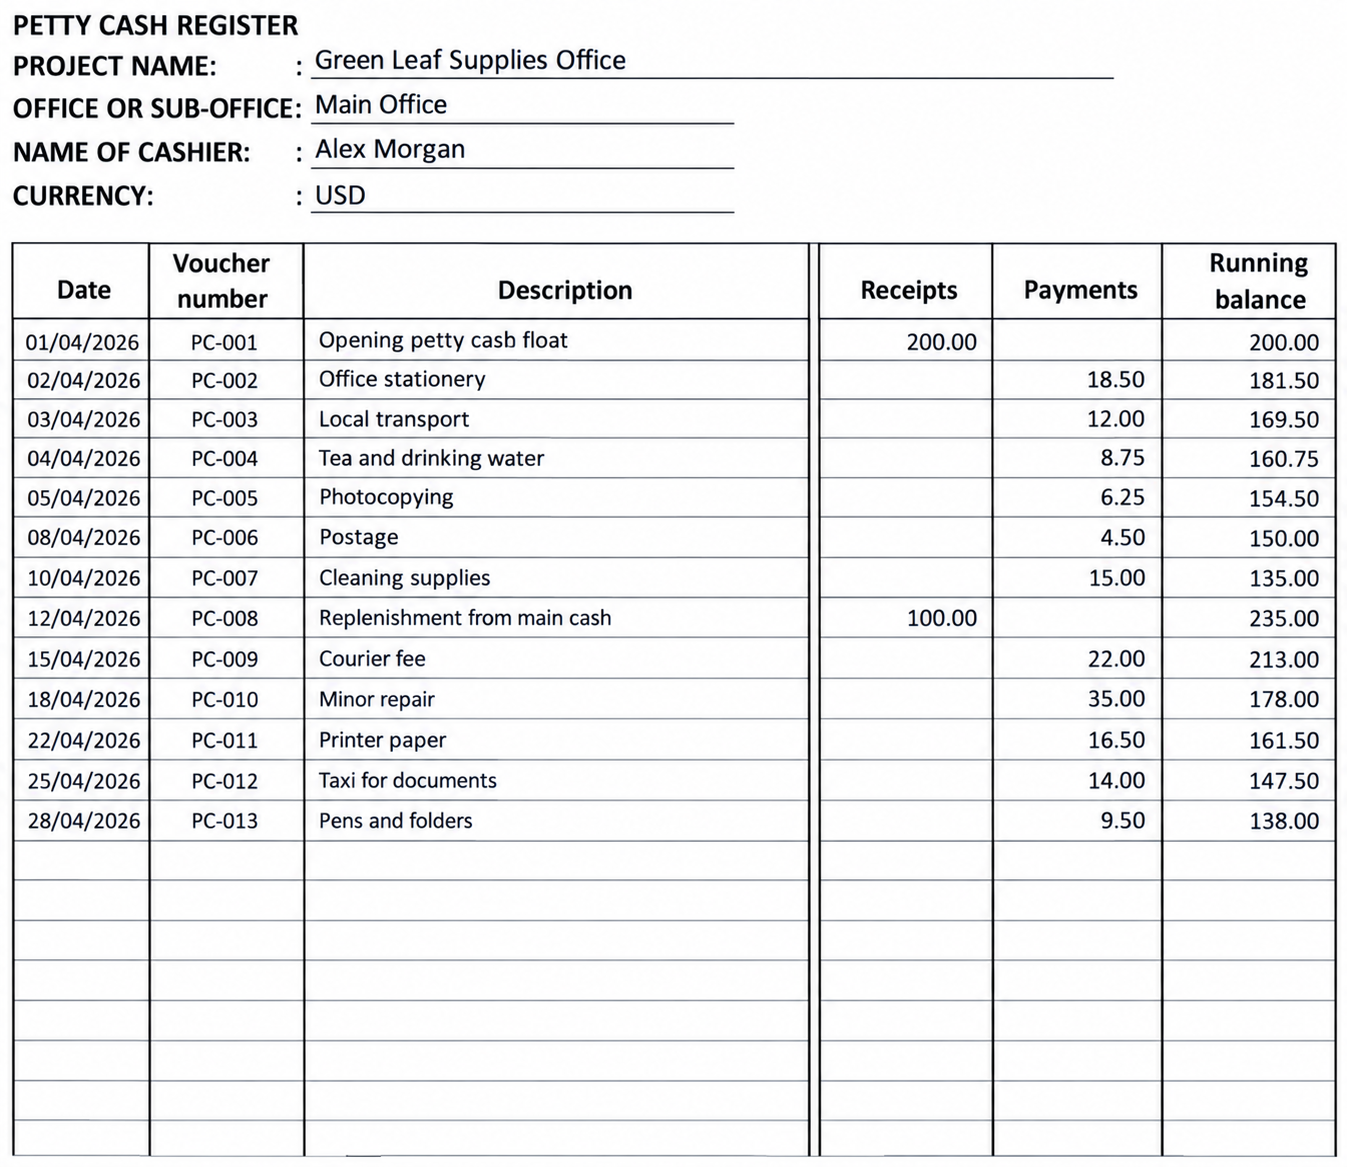 PETTY CASH REGISTER
PROJECT NAME: : Green Leaf Supplies Office
OFFICE OR SUB-OFFICE: Main Office
NAME OF CASHIER: : Alex Morgan
CURRENCY: : USD
Date Voucher number Description Receipts Payments Running balance
01/04/2026 PC-001 Opening petty casb float 200.00 200.00
02/04/2026 PC-002 Office stationery 18.50 181.50
03/04/2026 PC-003 Local transport 12.00 169.50
04/04/2026 PC-004 Tea and drinking water 8.75 160.75
05/04/2026 PC-005 Photocopying 6.25 154.50
08/04/2026 PC-006 Postage 4.50 150.00
10/04/2026 PC-007 Cleaning supplies 15.00 135.00
12/04/2026 PC-008 Replenishment from main cash 100.00 235.00
15/04/2026 PC-009 Courier fee 22.00 213.00
18/04/2026 PC-010 Minor repair 35.00 178.00
22/04/2026 PC-011 Printer paper 16.50 161.50
25/04/2026 PC-012 Taxi for documents 14.00 147.50
28/04/2026 PC-013 Pens and folders 9.50 138.00